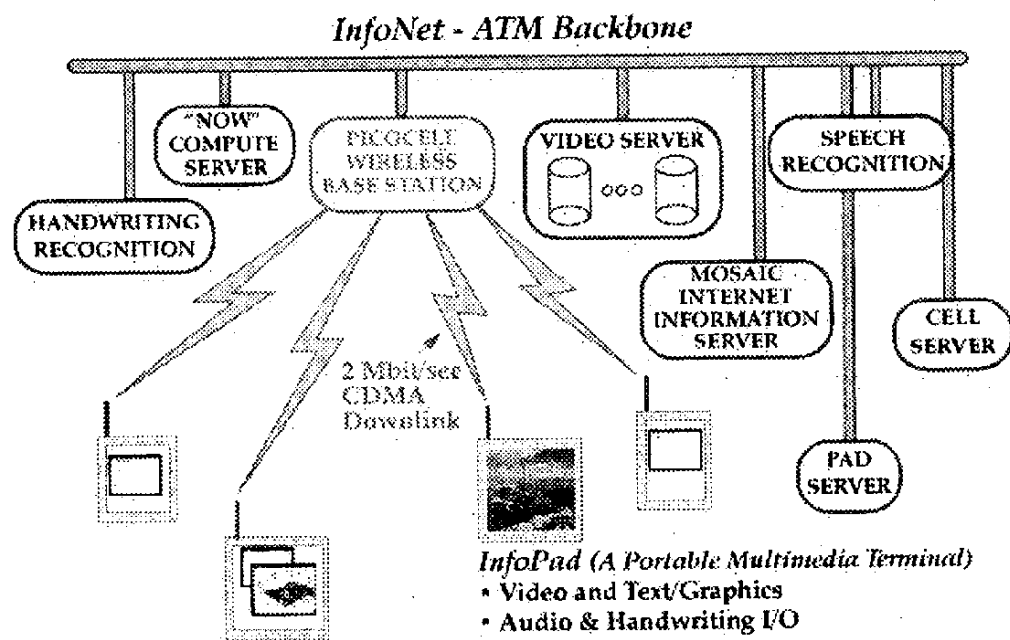 InfoNet - ATM Backbone
"NOW"
COMPUTE
SERVER
PICOCELL
WIRELESS
BASE STATION
VIDEO SERVER
SPEECH
RECOGNITION
HANDWRITING
RECOGNITION
MOSAIC
INTERNET
INFORMATION
SERVER
CELL
SERVER
2 Mbit/sec
CDMA
Downlink
PAD
SERVER
InfoPad (A Portable Multimedia Terminal)
• Video and Text/Graphics
• Audio & Handwriting I/O